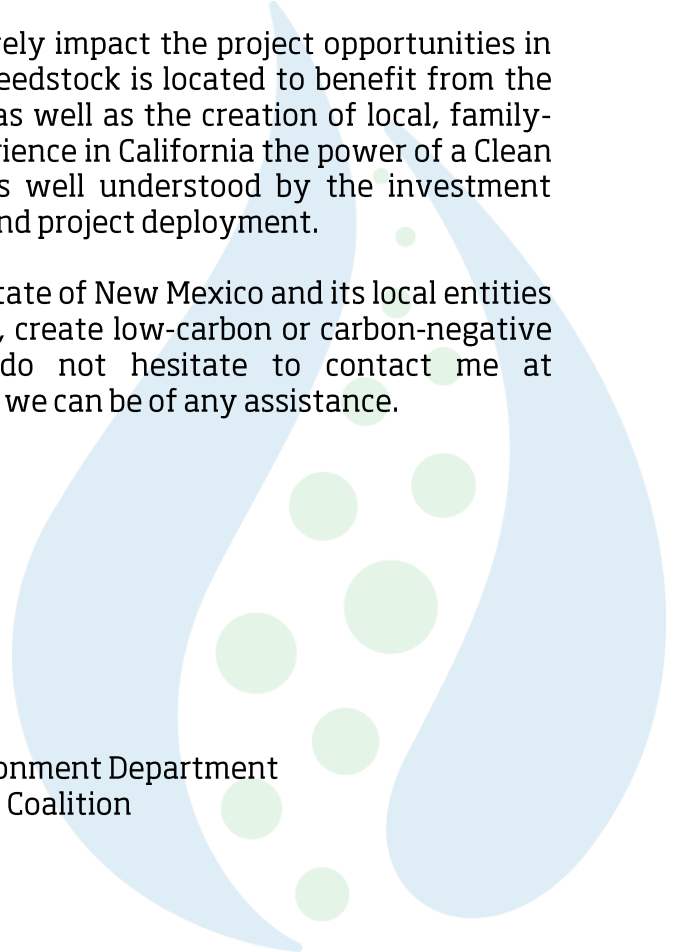 rely impact the project opportunities in
eedstock is located to benefit from the
as well as the creation of local, family-
rience in California the power of a Clean
s well understood by the investment
nd project deployment.
tate of New Mexico and its local entities
, create low-carbon or carbon-negative
do not hesitate to contact me at
we can be of any assistance.
onment Department
Coalition